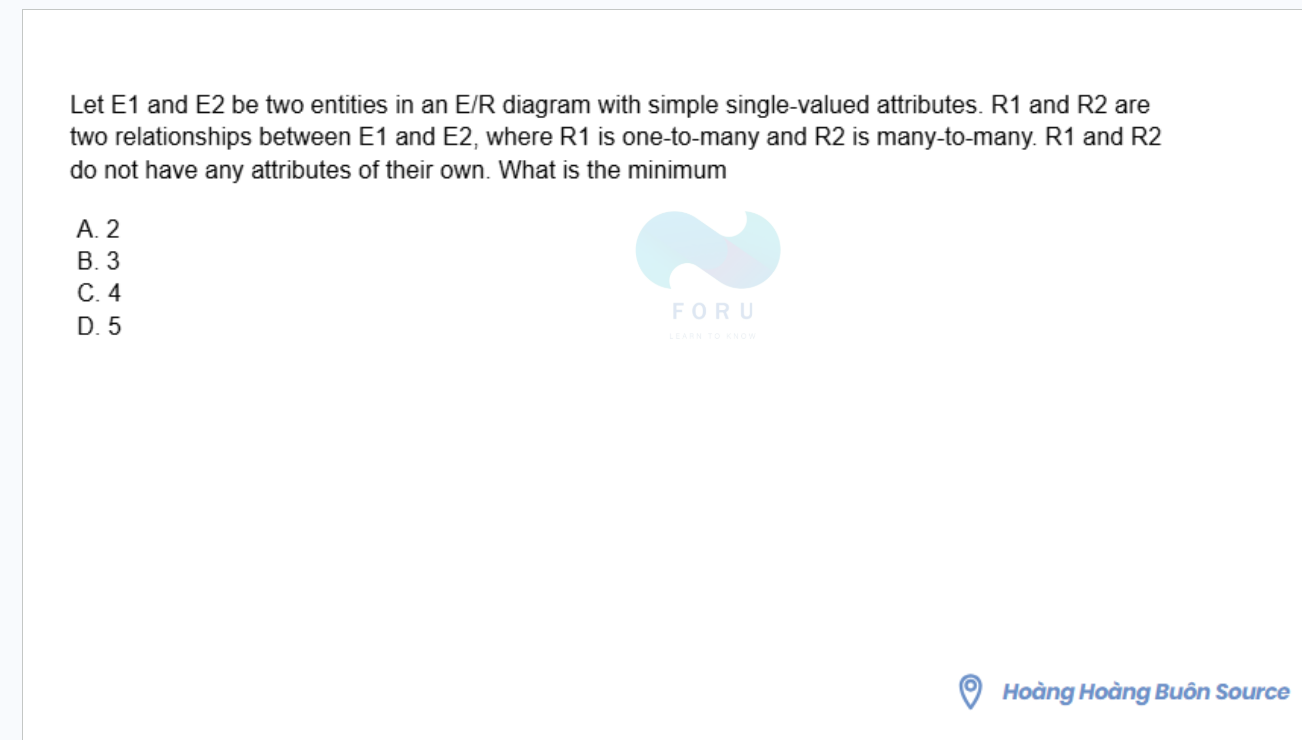 Let E1 and E2 be two entities in an E/R diagram with simple single-valued attributes. R1 and R2 are
two relationships between E1 and E2, where R1 is one-to-many and R2 is many-to-many. R1 and R2
do not have any attributes of their own. What is the minimum
A. 2
B. 3
C. 4
D. 5
FORU
LEARN TO KNOW
Hoàng Hoàng Buôn Source